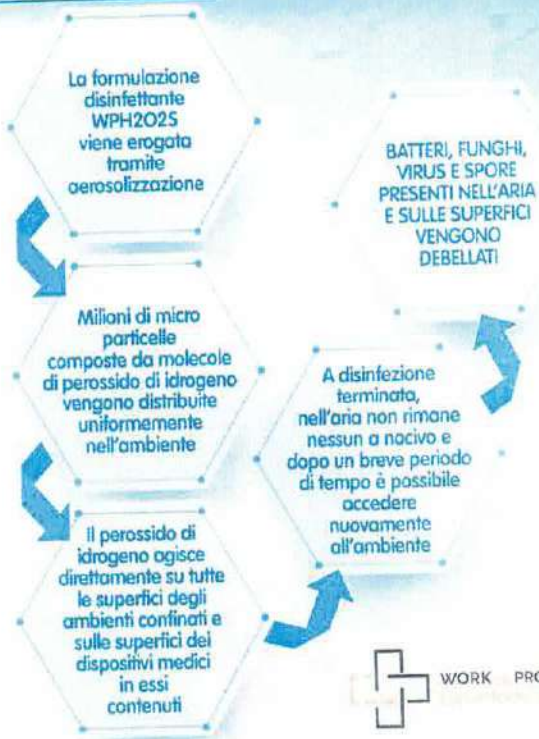 La formulazione
disinfettante
WPH2O2S
viene erogata
tramite
aerosolizzazione
Milioni di micro
particelle
composte da molecole
di perossido di idrogeno
vengono distribuite
uniformemente
nell'ambiente
Il perossido di
idrogeno agisce
direttamente su tutte
le superfici degli
ambienti confinati e
sulle superfici dei
dispositivi medici
in essi
contenuti
A disinfezione
terminata,
nell'aria non rimane
nessun a nocivo e
dopo un breve periodo
di tempo è possibile
accedere
nuovamente
all'ambiente
BATTERI, FUNGHI,
VIRUS E SPORE
PRESENTI NELL'ARIA
E SULLE SUPERFICI
VENGONO
DEBELLATI
WORK PRO